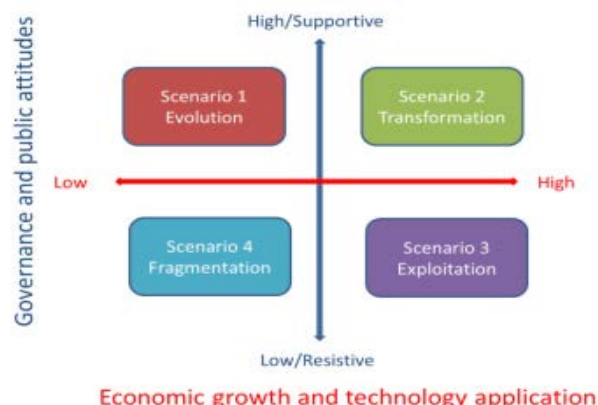 High/Supportive
Governance and public attitudes
Scenario 1
Evolution
Scenario 2
Transformation
Low
High
Scenario 4
Fragmentation
Scenario 3
Exploitation
Low/Resistive
Economic growth and technology application